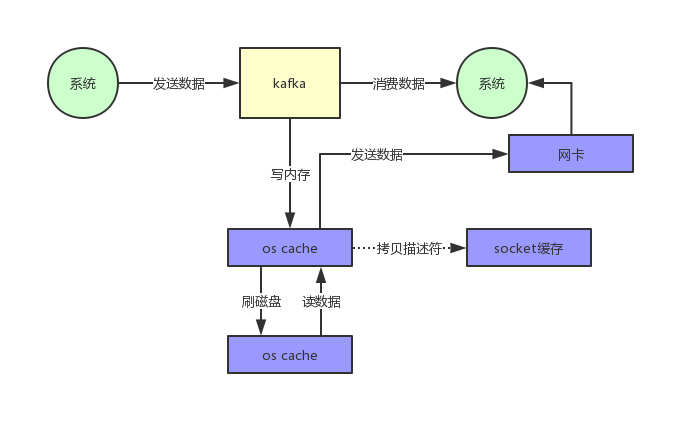 系统
发送数据
kafka
消费数据
系统
网卡
发送数据
写内存
os cache
拷贝描述符
socket缓存
刷磁盘
读数据
os cache